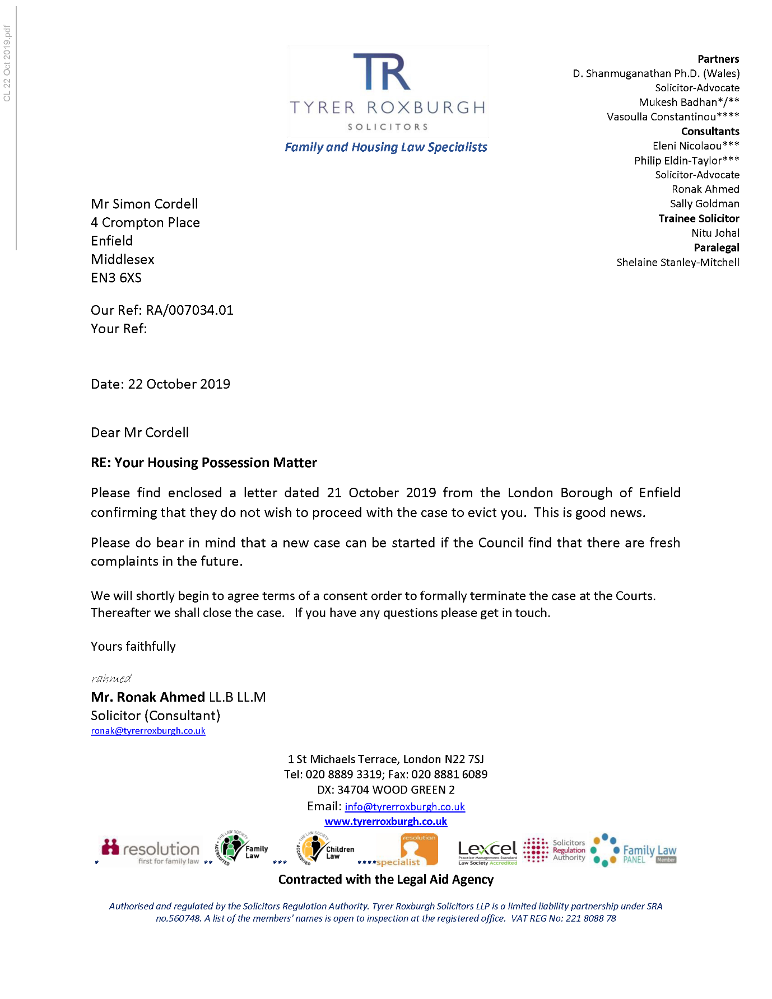 CL 22 Oct 2019.pdf
TR
TYRER ROXBURGH
SOLICITORS
Family and Housing Law Specialists
Partners
D. Shanmuganathan Ph.D. (Wales)
Solicitor-Advocate
Mukesh Badhan*/**
Vasoulla Constantinou****
Consultants
Eleni Nicolaou***
Philip Eldin-Taylor***
Solicitor-Advocate
Ronak Ahmed
Sally Goldman
Trainee Solicitor
Nitu Johal
Paralegal
Shelaine Stanley-Mitchell
Mr Simon Cordell
4 Crompton Place
Enfield
Middlesex
EN3 6XS
Our Ref: RA/007034.01
Your Ref:
Date: 22 October 2019
Dear Mr Cordell
RE: Your Housing Possession Matter
Please find enclosed a letter dated 21 October 2019 from the London Borough of Enfield
confirming that they do not wish to proceed with the case to evict you. This is good news.
Please do bear in mind that a new case can be started if the Council find that there are fresh
complaints in the future.
We will shortly begin to agree terms of a consent order to formally terminate the case at the Courts.
Thereafter we shall close the case. If you have any questions please get in touch.
Yours faithfully
rahmed
Mr. Ronak Ahmed LL.B LL.M
Solicitor (Consultant)
ronak@tyrerroxburgh.co.uk
1 St Michaels Terrace, London N22 7SJ
Tel: 020 8889 3319; Fax: 020 8881 6089
DX: 34704 WOOD GREEN 2
Email: info@tyrerroxburgh.co.uk
www.tyrerroxburgh.co.uk
* resolution
first for family law
** THE LAW SOCIETY ACCREDITED Family Law
*** THE LAW SOCIETY ACCREDITED Children Law
**** resolution specialist
Lexcel
Practice Management Standard
Law Society Accredited
Solicitors Regulation Authority
Family Law PANEL Member
Contracted with the Legal Aid Agency
Authorised and regulated by the Solicitors Regulation Authority. Tyrer Roxburgh Solicitors LLP is a limited liability partnership under SRA
no.560748. A list of the members' names is open to inspection at the registered office. VAT REG No: 221 8088 78